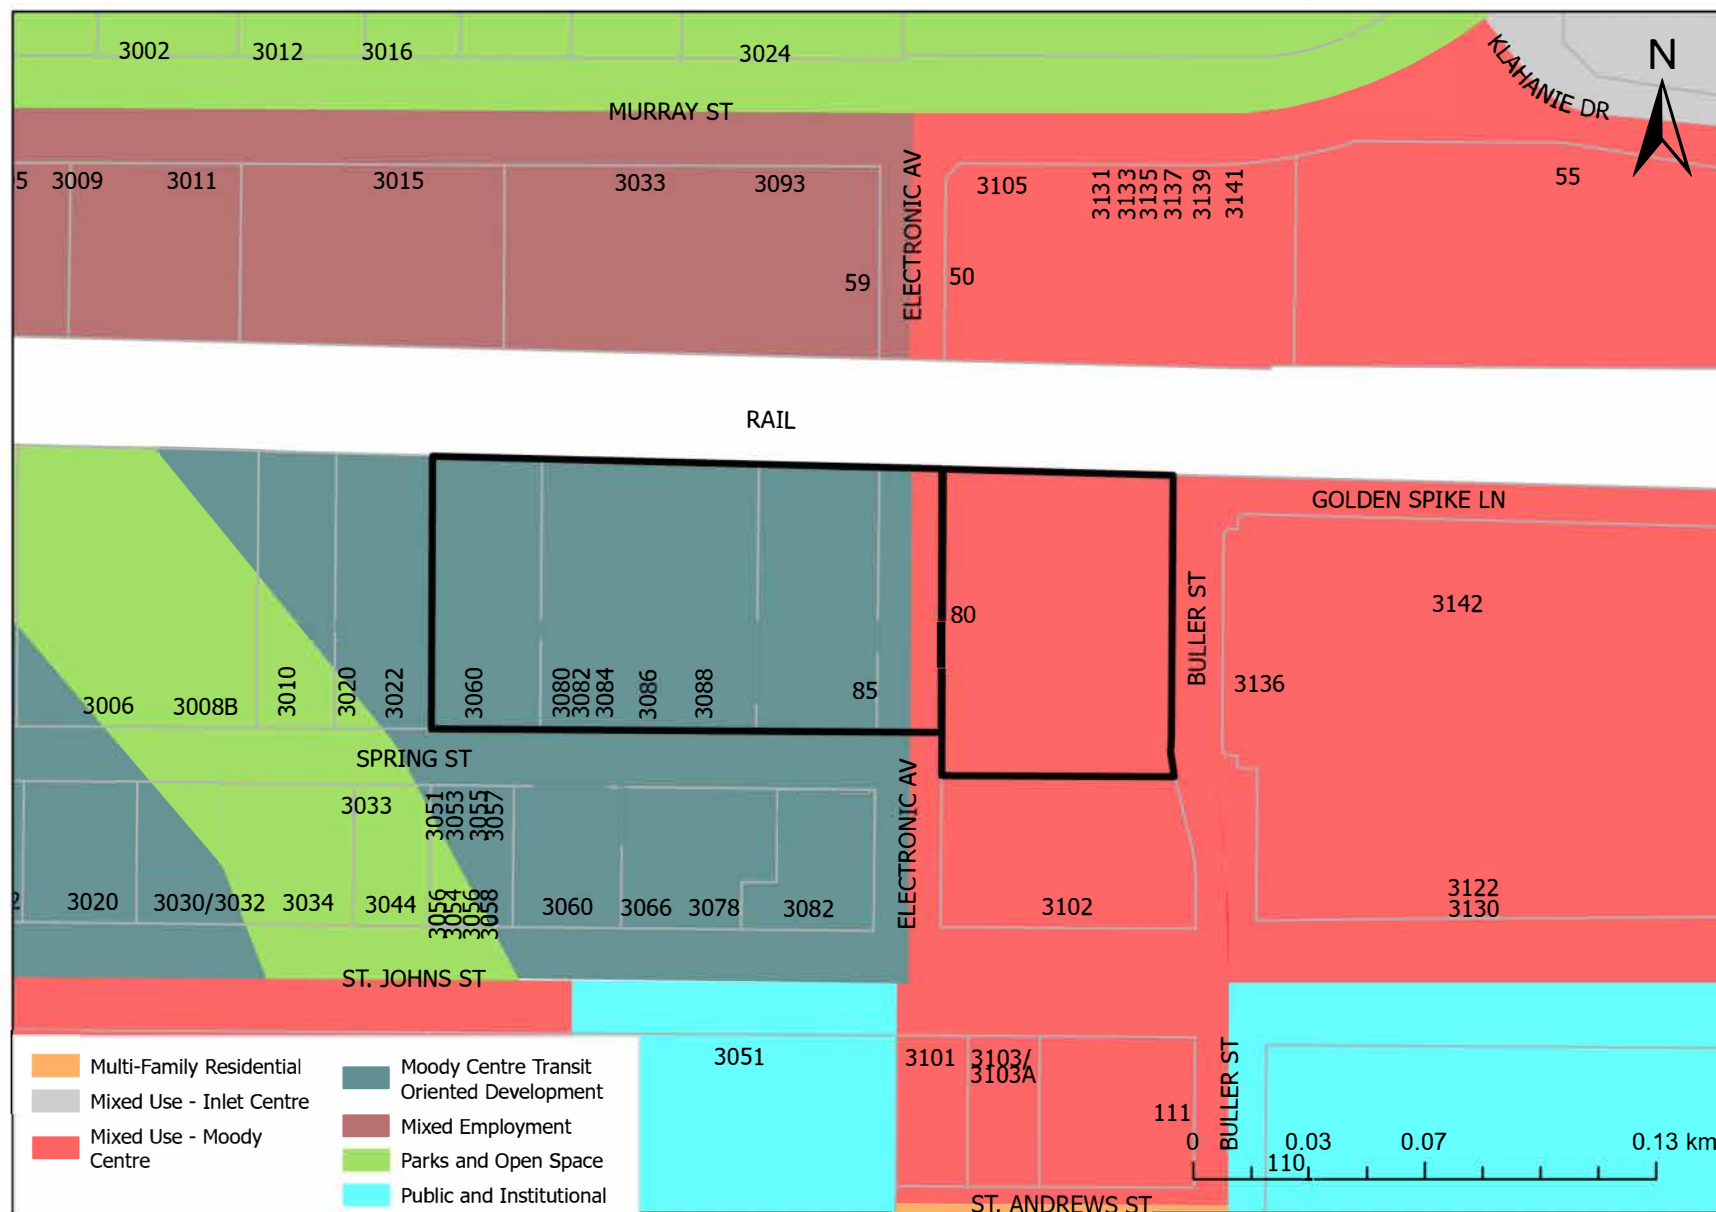 3002
3012
3016
3024
KLAHANIE DR
N
MURRAY ST
5
3009
3011
3015
3033
3093
ELECTRONIC AV
3105
3131
3133
3135
3137
3139
3141
55
59
50
RAIL
GOLDEN SPIKE LN
80
BULLER ST
3142
3006
3008B
3010
3020
3022
3060
3080
3082
3084
3086
3088
85
3136
SPRING ST
3033
3051
3053
3055
3057
ELECTRONIC AV
2
3020
3030/3032
3034
3044
3056
3054
3056
3058
3060
3066
3078
3082
3102
3122
3130
ST. JOHNS ST
3051
3101
3103/
3103A
111
BULLER ST
110
ST. ANDREWS ST
Multi-Family Residential
Mixed Use - Inlet Centre
Mixed Use - Moody
Centre
Moody Centre Transit
Oriented Development
Mixed Employment
Parks and Open Space
Public and Institutional
0
0.03
0.07
0.13 km